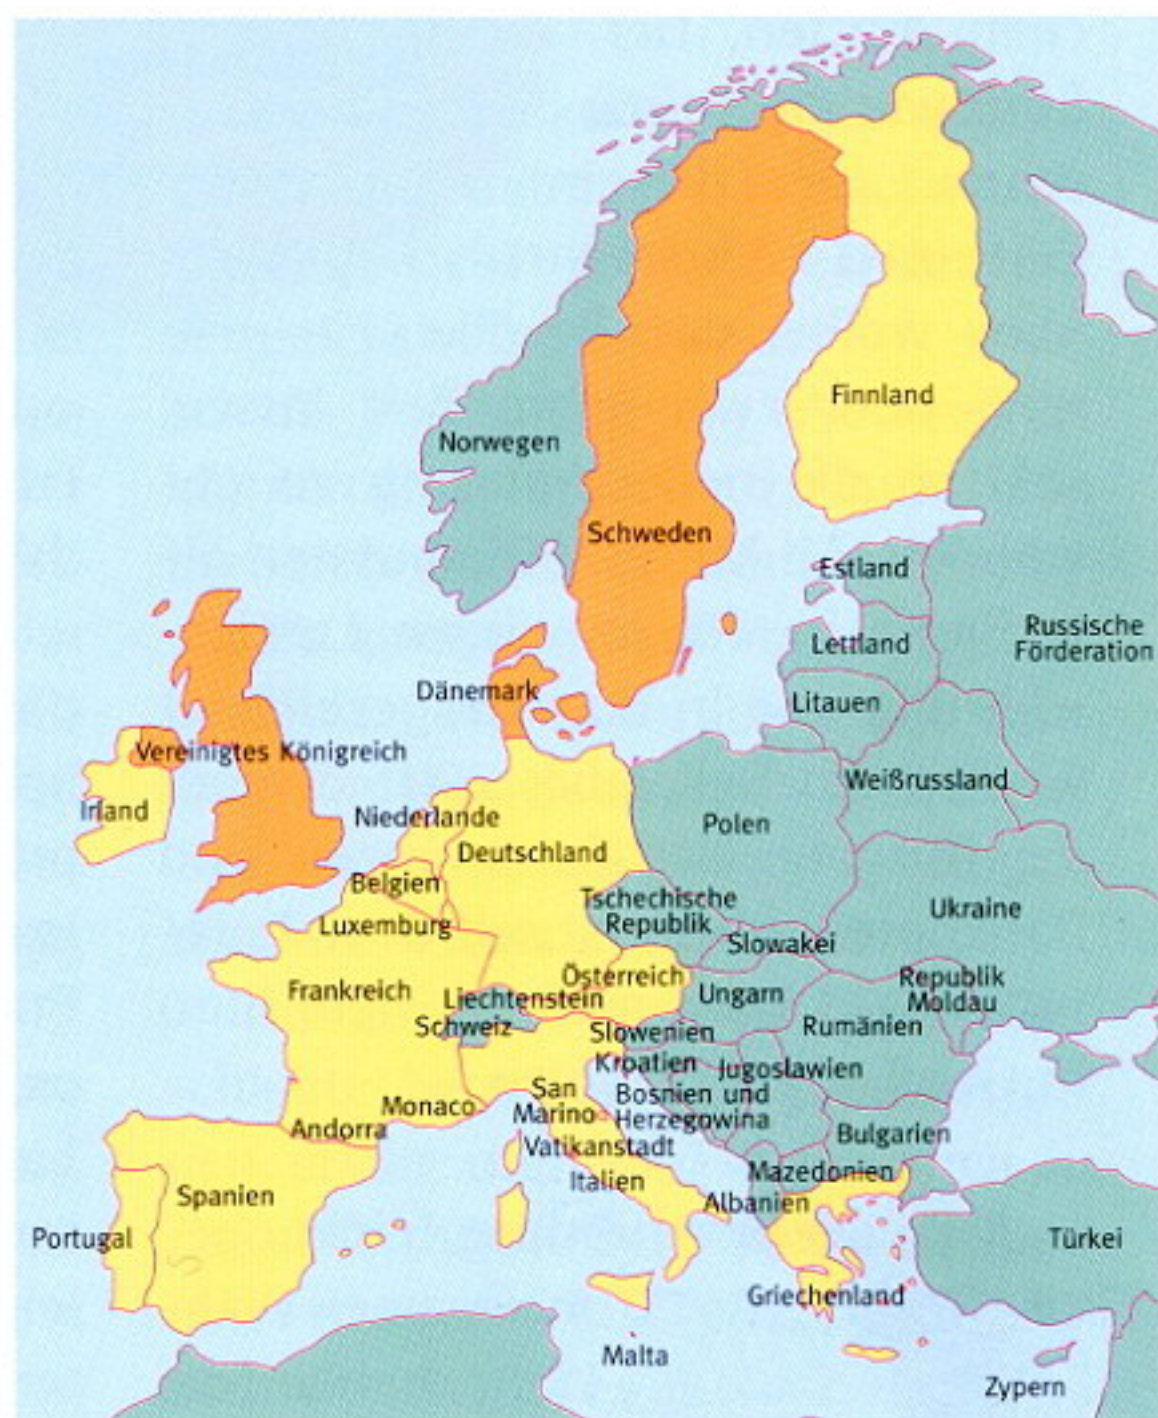 Finnland
Norwegen
Schweden
Estland
Russische
Förderation
Lettland
Dänemark
Litauen
Vereinigtes Königreich
Weißrussland
Irland
Niederlande
Polen
Deutschland
Belgien
Tschechische
Republik
Ukraine
Luxemburg
Slowakei
Österreich
Republik
Moldau
Frankreich
Liechtenstein
Ungarn
Schweiz
Slowenien
Rumänien
Kroatien
Jugoslawien
San
Marino
Bosnien und
Herzegowina
Monaco
Andorra
Bulgarien
Vatikanstadt
Mazedonien
Italien
Spanien
Albanien
Portugal
Türkei
Griechenland
Malta
Zypern